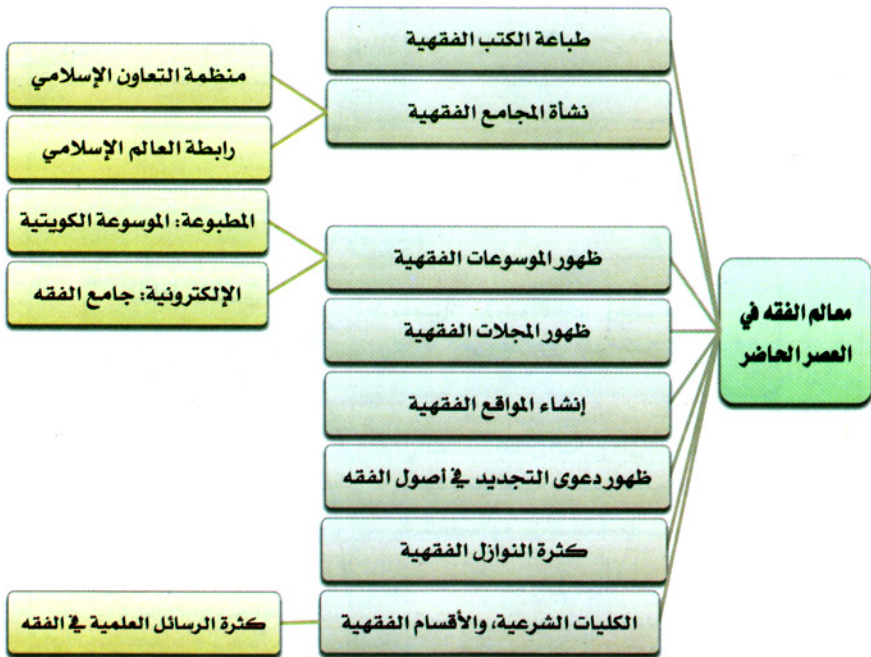 معالم الفقه في
العصر الحاضر
طباعة الكتب الفقهية
نشأة المجامع الفقهية
منظمة التعاون الإسلامي
رابطة العالم الإسلامي
ظهور الموسوعات الفقهية
المطبوعة: الموسوعة الكويتية
الإلكترونية: جامع الفقه
ظهور المجلات الفقهية
إنشاء المواقع الفقهية
ظهور دعوى التجديد في أصول الفقه
كثرة النوازل الفقهية
الكليات الشرعية، والأقسام الفقهية
كثرة الرسائل العلمية في الفقه